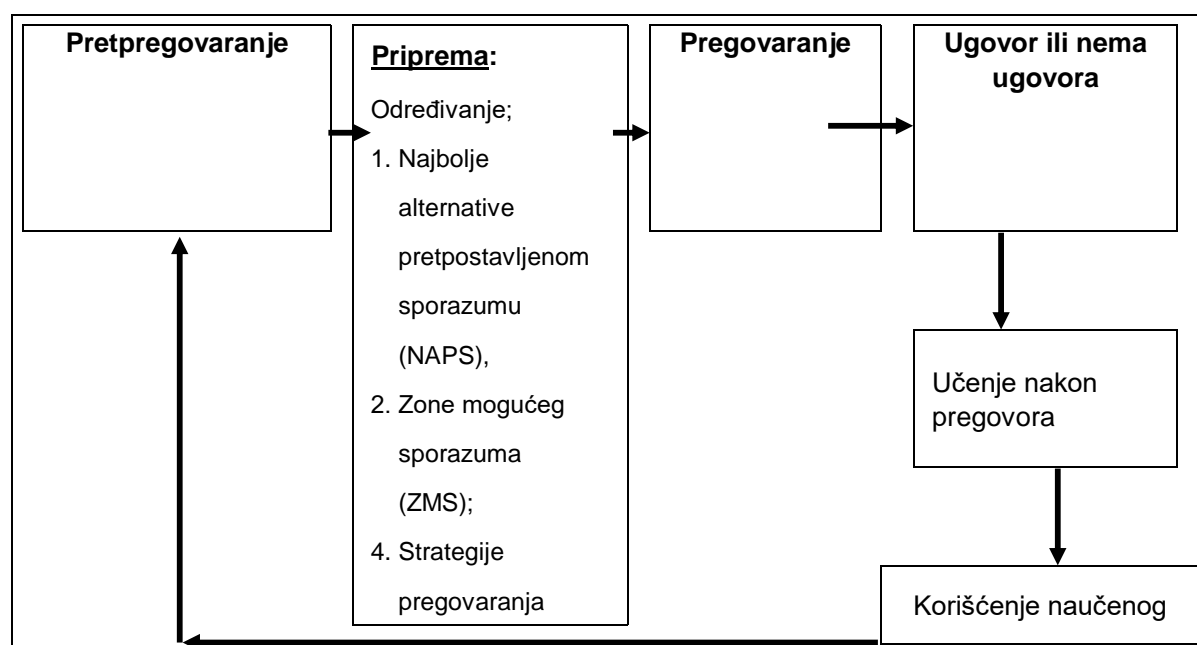 Pretpregovaranje
Priprema:
Određivanje;
1. Najbolje
alternative
pretpostavljenom
sporazumu
(NAPS),
2. Zone mogućeg
sporazuma
(ZMS);
4. Strategije
pregovaranja
Pregovaranje
Ugovor ili nema
ugovora
Učenje nakon
pregovora
Korišćenje naučenog